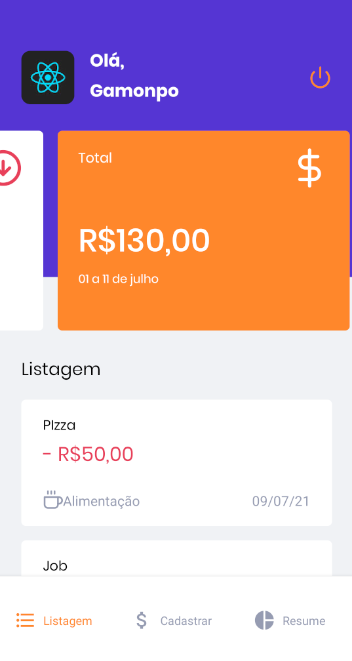 Olá,
Gamonpo
Total
R$130,00
01 a 11 de julho
Listagem
PIzza
- R$50,00
Alimentação 09/07/21
Job
Listagem Cadastrar Resume